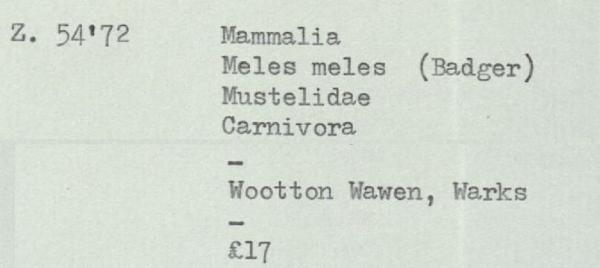 Z. 54'72 Mammalia
Meles meles (Badger)
Mustelidae
Carnivora
–
Wootton Wawen, Warks
–
£17